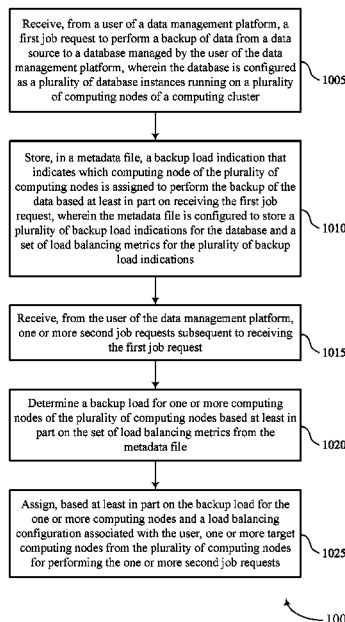 Receive, from a user of a data management platform, a
first job request to perform a backup of data from a data
source to a database managed by the user of the data
management platform, wherein the database is configured
as a plurality of database instances running on a
plurality of computing nodes of a computing cluster
1005
Store, in a metadata file, a backup load indication that
indicates which computing node of the plurality of
computing nodes is assigned to perform the backup of the
data based at least in part on receiving the first job
request, wherein the metadata file is configured to store a
plurality of backup load indications for the database and a
set of load balancing metrics for the plurality of backup
load indications
1010
Receive, from the user of the data management platform,
one or more second job requests subsequent to receiving
the first job request
1015
Determine a backup load for one or more computing
nodes of the plurality of computing nodes based at least in
part on the set of load balancing metrics from the
metadata file
1020
Assign, based at least in part on the backup load for the
one or more computing nodes and a load balancing
configuration associated with the user, one or more target
computing nodes from the plurality of computing nodes
for performing the one or more second job requests
1025